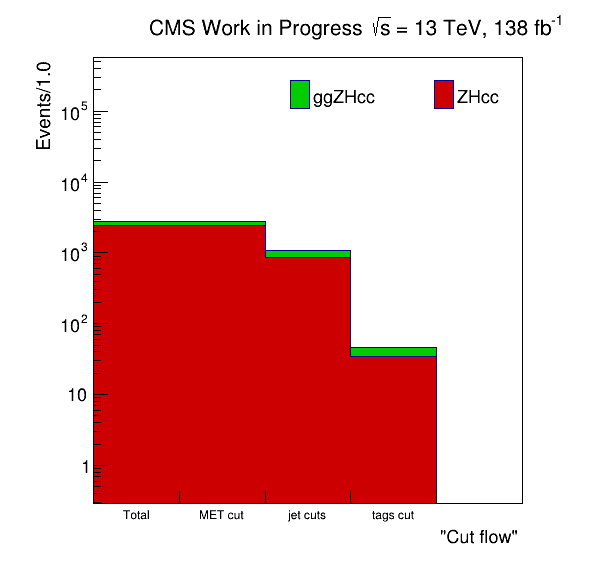 CMS Work in Progress √s = 13 TeV, 138 fb⁻¹
Events/1.0
ggZHcc ZHcc
10⁵
10⁴
10³
10²
10
1
Total MET cut jet cuts tags cut
"Cut flow"